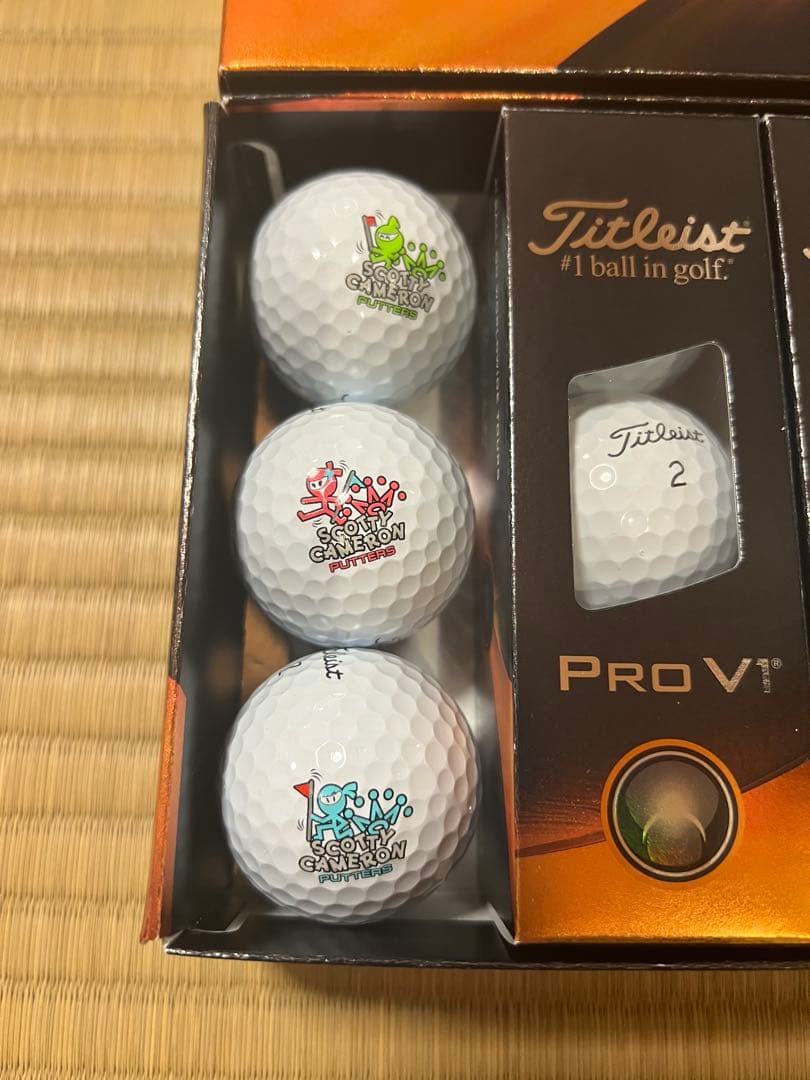 SCOTTY
CAMERON
PUTTERS
SCOTTY
CAMERON
PUTTERS
SCOTTY
CAMERON
PUTTERS
Titleist®
#1 ball in golf.®
Titleist
2
PRO V1®